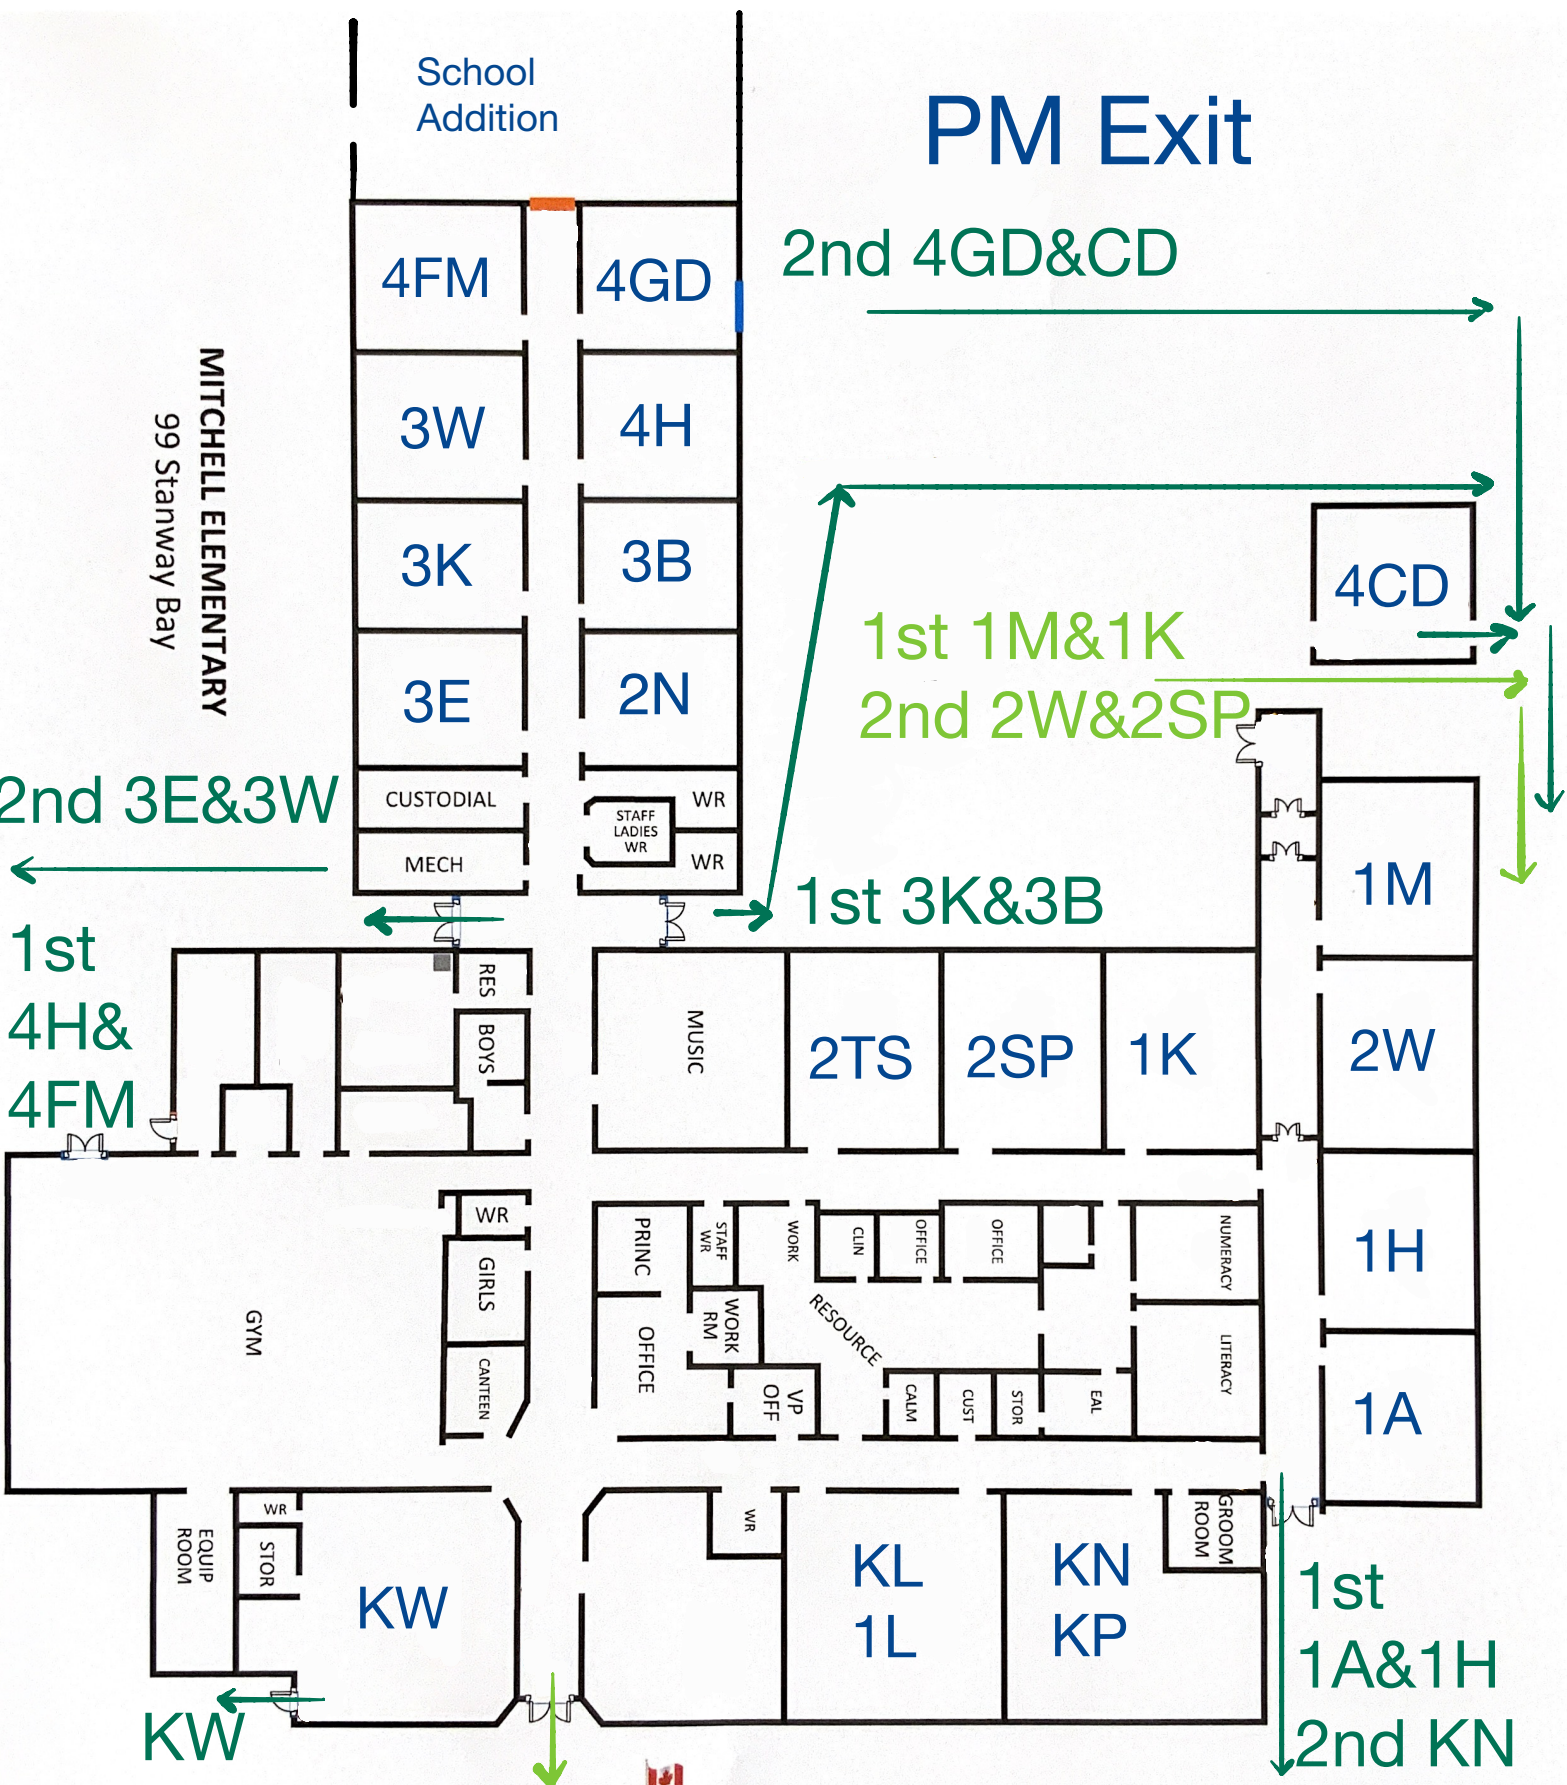 School
Addition
PM Exit
2nd 4GD&CD
4FM
4GD
MITCHELL ELEMENTARY
99 Stanway Bay
3W
4H
3K
3B
4CD
1st 1M&1K
2nd 2W&2SP
3E
2N
2nd 3E&3W
CUSTODIAL
STAFF
LADIES
WR
WR
MECH
WR
1st 3K&3B
1st
4H&
4FM
1M
RES
BOYS
MUSIC
2TS
2SP
1K
2W
WR
GIRLS
CANTEEN
GYM
PRINC
STAFF
WR
WORK
CLIN
OFFICE
OFFICE
NUMERACY
1H
OFFICE
WORK
RM
RESOURCE
LITERACY
VP
OFF
CALM
CUST
STOR
EAL
1A
EQUIP
ROOM
WR
STOR
KW
WR
KL
1L
KN
KP
GROOM
ROOM
1st
1A&1H
2nd KN
KW